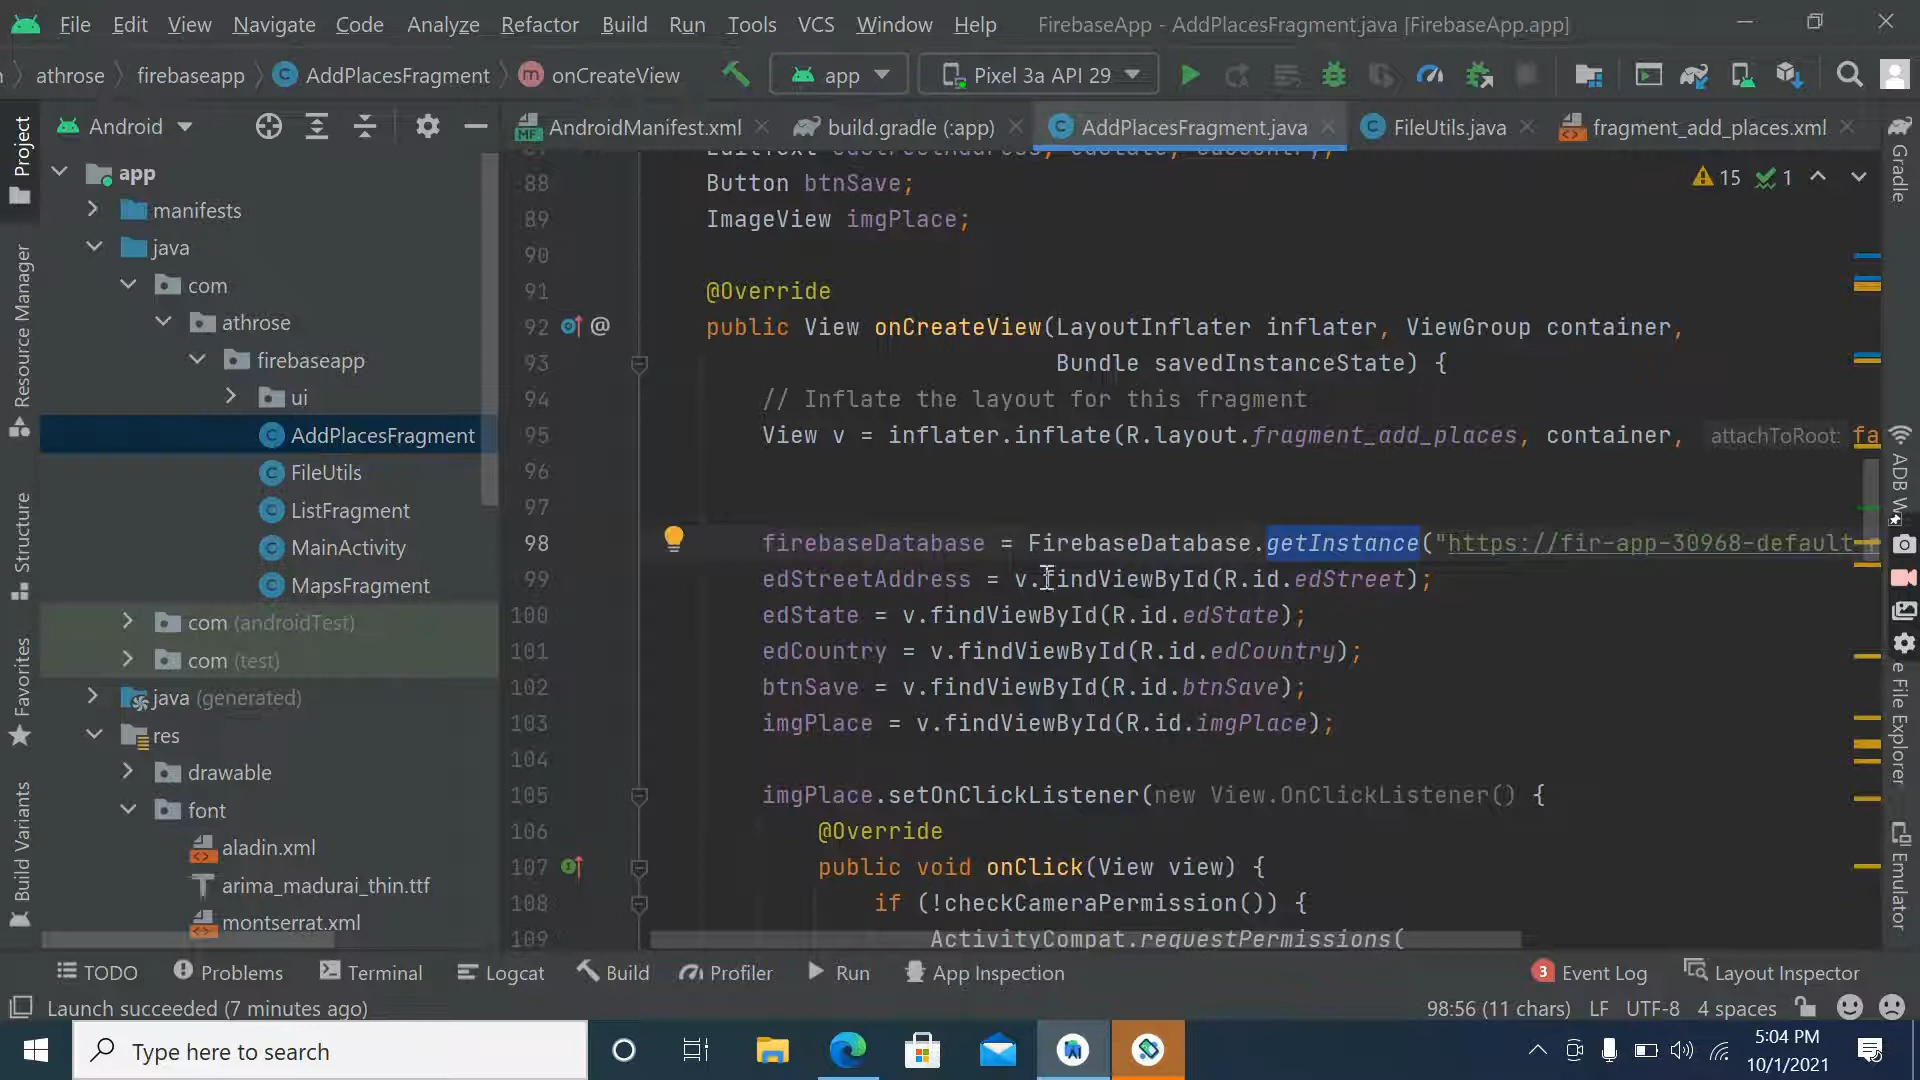 File Edit View Navigate Code Analyze Refactor Build Run Tools VCS Window Help FirebaseApp - AddPlacesFragment.java [FirebaseApp.app]
athrose firebaseapp AddPlacesFragment onCreateView app Pixel 3a API 29
Android AndroidManifest.xml build.gradle (:app) AddPlacesFragment.java FileUtils.java fragment_add_places.xml
Project
Resource Manager
Structure
Favorites
Build Variants
app
manifests
java
com
athrose
firebaseapp
ui
AddPlacesFragment
FileUtils
ListFragment
MainActivity
MapsFragment
com (androidTest)
com (test)
java (generated)
res
drawable
font
aladin.xml
arima_madurai_thin.ttf
montserrat.xml
15 1
88 Button btnSave;
89 ImageView imgPlace;
90
91 @Override
92 public View onCreateView(LayoutInflater inflater, ViewGroup container,
93 Bundle savedInstanceState) {
94 // Inflate the layout for this fragment
95 View v = inflater.inflate(R.layout.fragment_add_places, container, attachToRoot: fa
96
97
98 firebaseDatabase = FirebaseDatabase.getInstance("https://fir-app-30968-default-
99 edStreetAddress = v.findViewById(R.id.edStreet);
100 edState = v.findViewById(R.id.edState);
101 edCountry = v.findViewById(R.id.edCountry);
102 btnSave = v.findViewById(R.id.btnSave);
103 imgPlace = v.findViewById(R.id.imgPlace);
104
105 imgPlace.setOnClickListener(new View.OnClickListener() {
106 @Override
107 public void onClick(View view) {
108 if (!checkCameraPermission()) {
109 ActivityCompat.requestPermissions(
Gradle
ADB W
e File Explorer
Emulator
TODO Problems Terminal Logcat Build Profiler Run App Inspection 3 Event Log Layout Inspector
Launch succeeded (7 minutes ago) 98:56 (11 chars) LF UTF-8 4 spaces
Type here to search
5:04 PM
10/1/2021